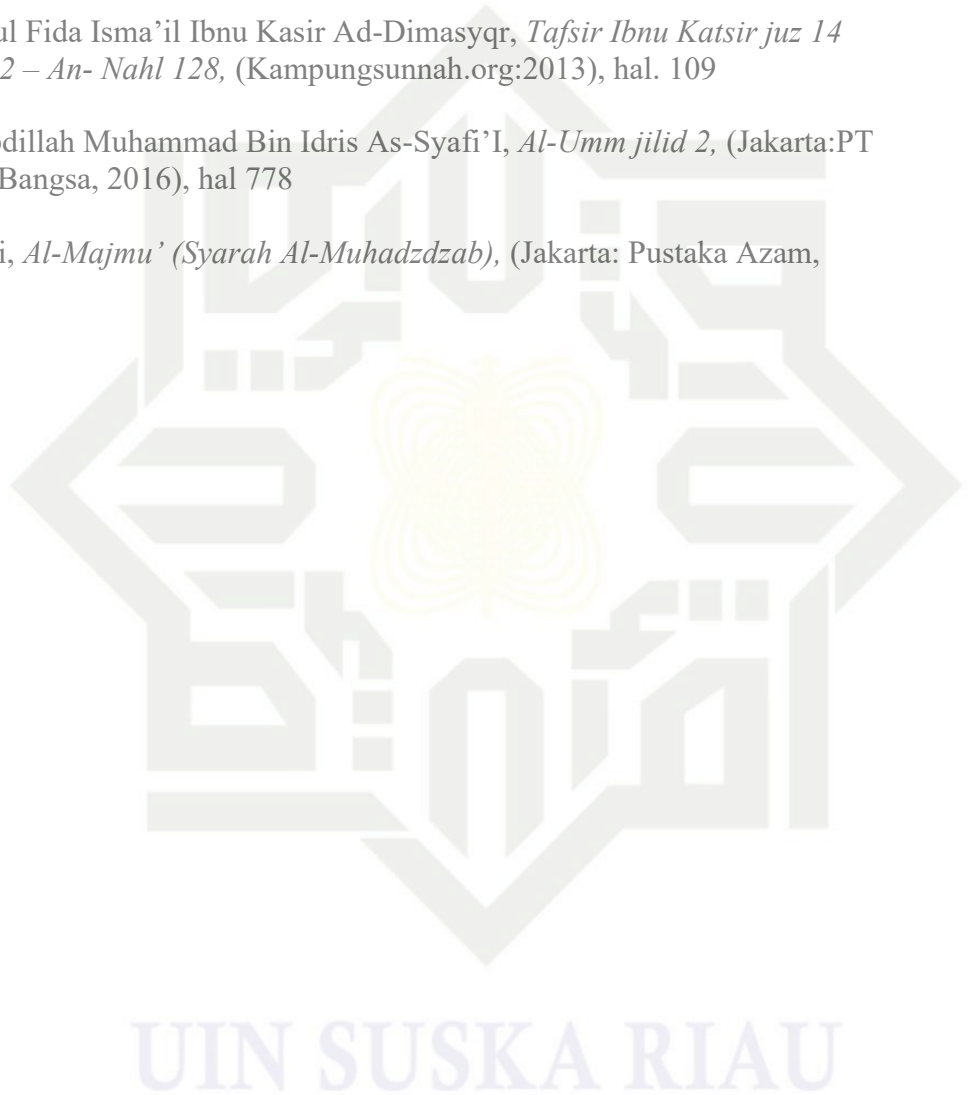 ul Fida Isma’il Ibnu Kasir Ad-Dimasyqr, Tafsir Ibnu Katsir juz 14
2 – An- Nahl 128, (Kampungsunnah.org:2013), hal. 109
odillah Muhammad Bin Idris As-Syafi’I, Al-Umm jilid 2, (Jakarta:PT
Bangsa, 2016), hal 778
i, Al-Majmu’ (Syarah Al-Muhadzdzab), (Jakarta: Pustaka Azam,
UIN SUSKA RIAU